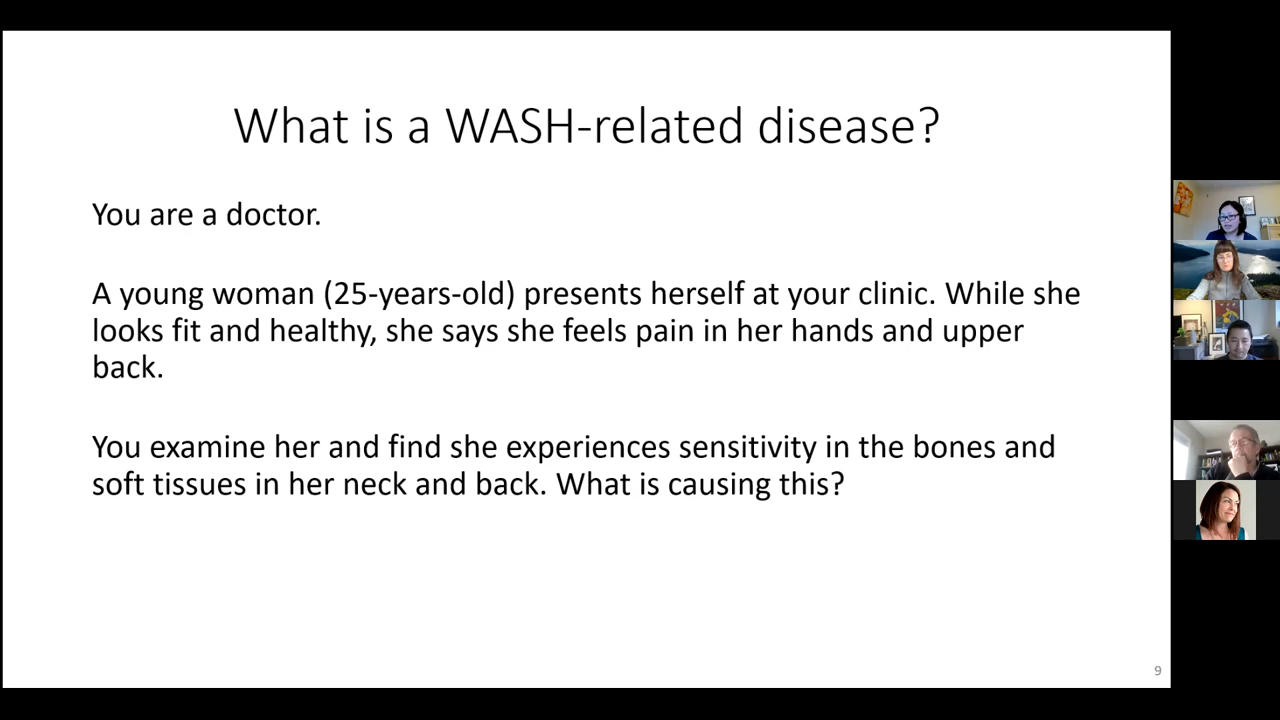 What is a WASH-related disease?
You are a doctor.
A young woman (25-years-old) presents herself at your clinic. While she
looks fit and healthy, she says she feels pain in her hands and upper
back.
You examine her and find she experiences sensitivity in the bones and
soft tissues in her neck and back. What is causing this?
9